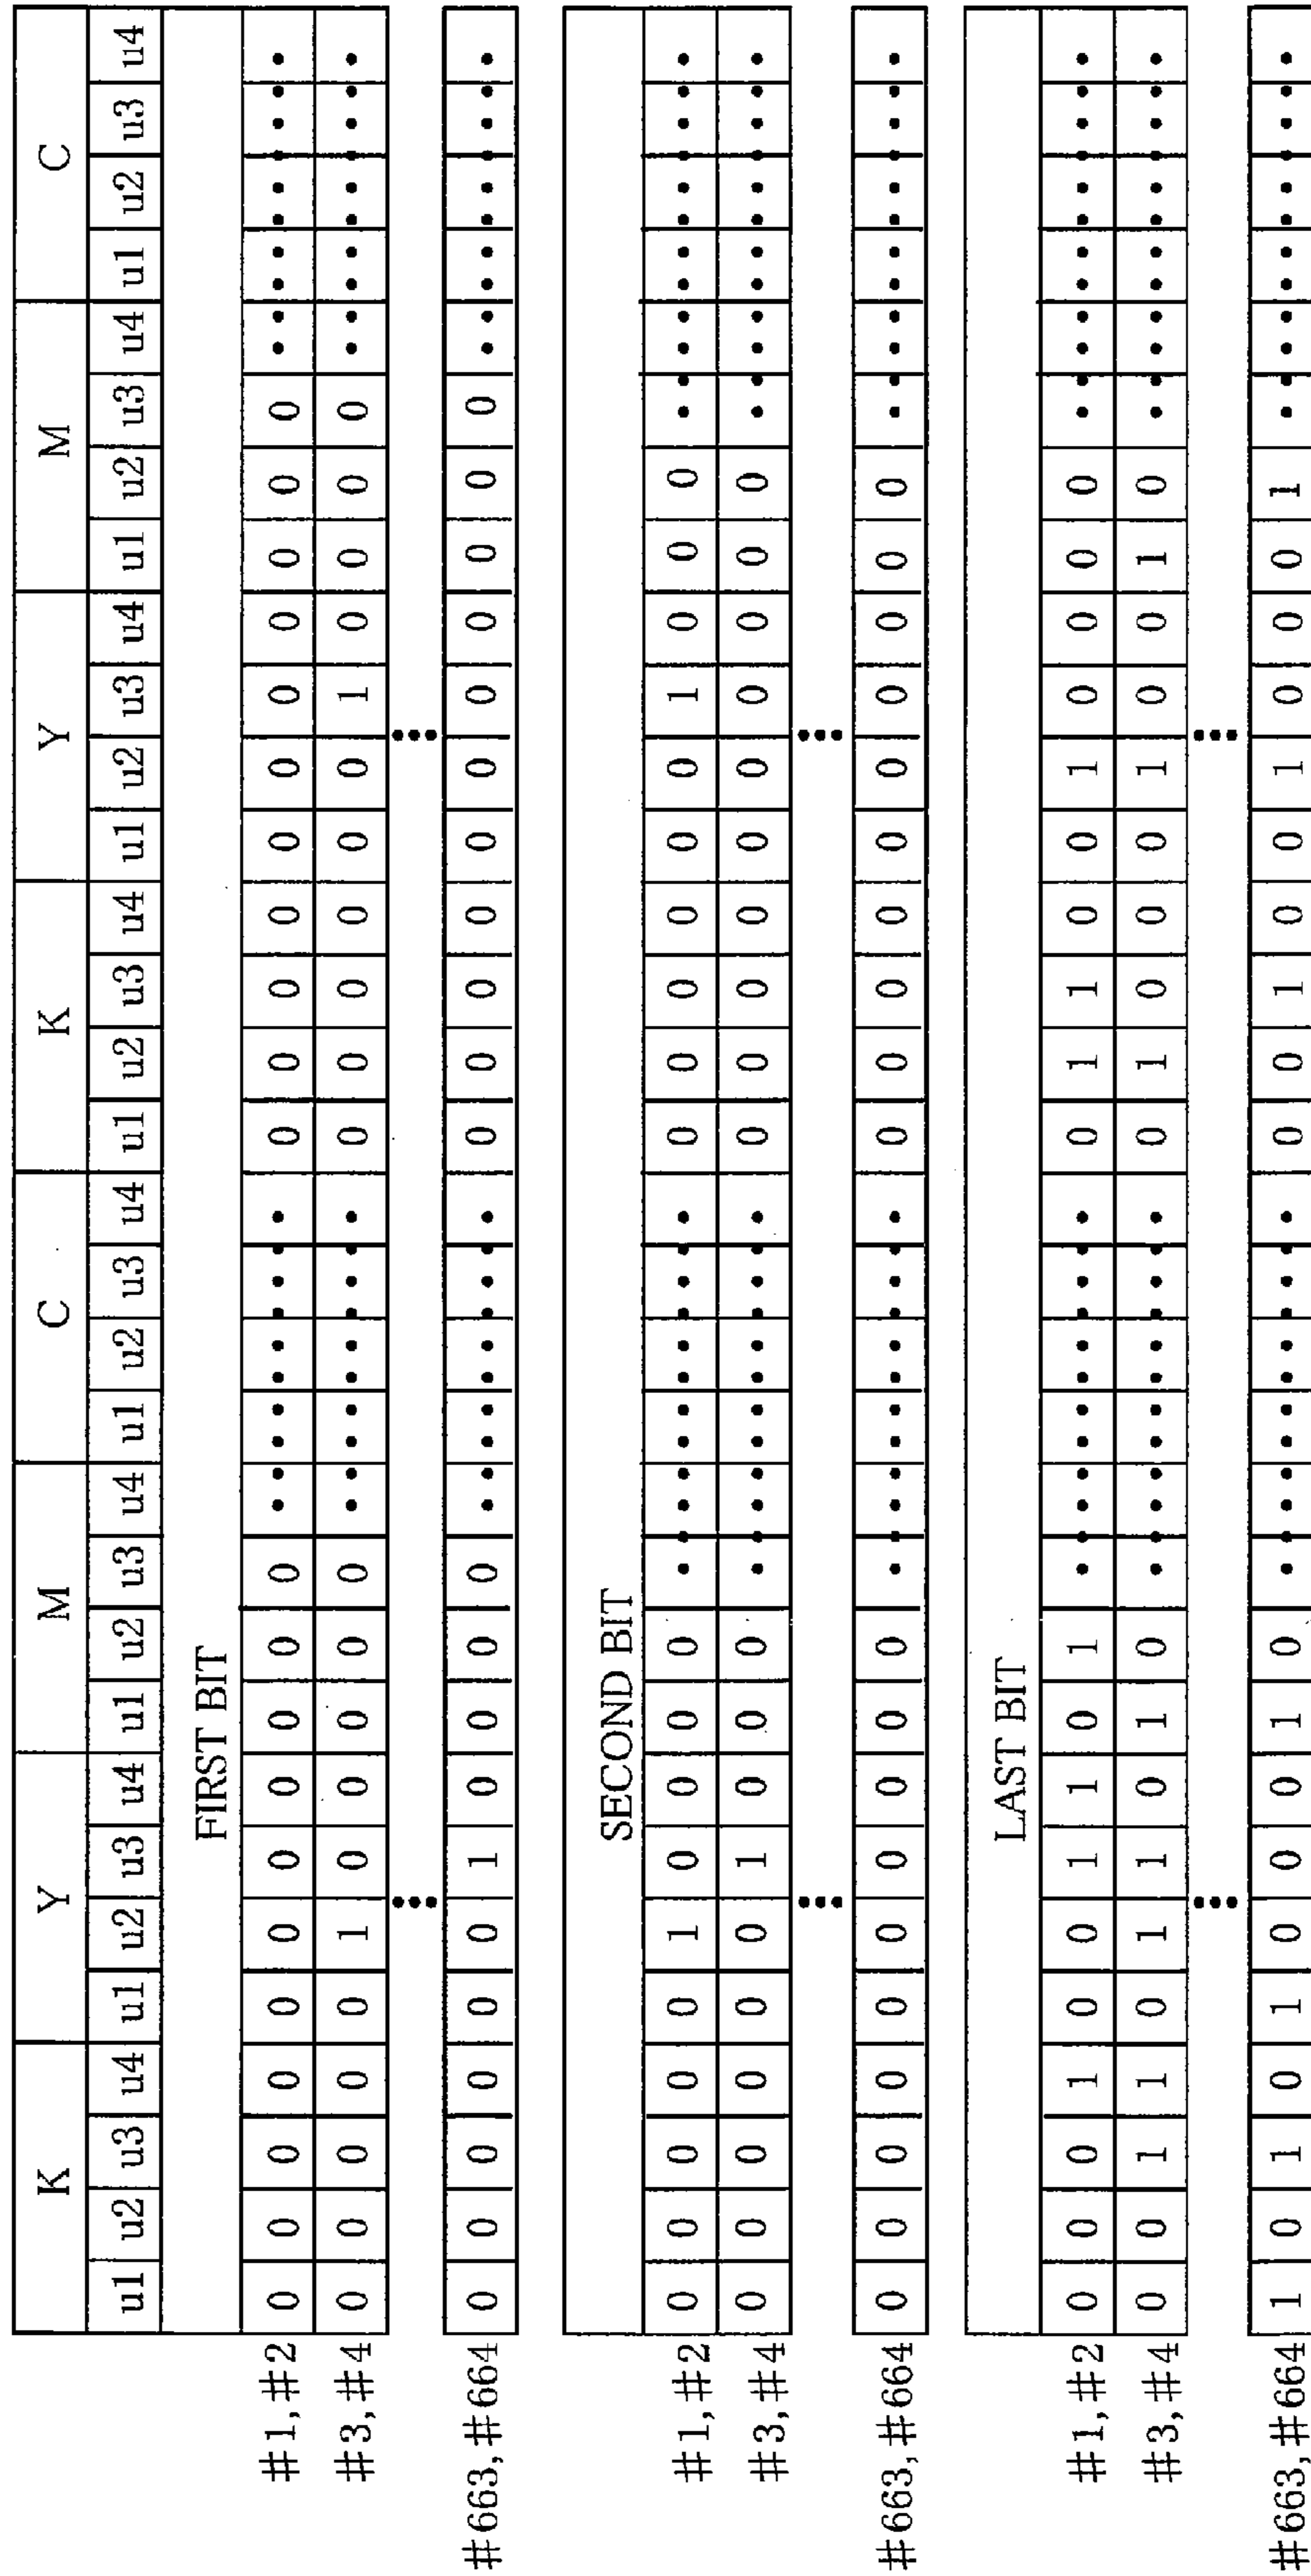 K Y M C K Y M C
u1 u2 u3 u4 u1 u2 u3 u4 u1 u2 u3 u4 u1 u2 u3 u4 u1 u2 u3 u4 u1 u2 u3 u4 u1 u2 u3 u4 u1 u2 u3 u4
FIRST BIT
#1,#2 0 0 0 0 0 0 0 0 0 0 0 ... 0 0 0 0 0 0 0 0 0 0 0 ...
#3,#4 0 0 0 0 0 1 0 0 0 0 0 ... 0 0 0 0 0 0 1 0 0 0 0 ...
... ...
#663,#664 0 0 0 0 0 0 1 0 0 0 0 ... 0 0 0 0 0 0 0 0 0 0 0 ...
SECOND BIT
#1,#2 0 0 0 0 0 1 0 0 0 0 ... 0 0 0 0 0 0 1 0 0 0 ...
#3,#4 0 0 0 0 0 0 1 0 0 0 ... 0 0 0 0 0 0 0 0 0 0 ...
... ...
#663,#664 0 0 0 0 0 0 0 0 0 0 ... 0 0 0 0 0 0 0 0 0 0 ...
LAST BIT
#1,#2 0 0 0 1 0 0 1 1 0 1 ... 0 1 1 0 0 1 0 0 0 0 ...
#3,#4 0 0 1 1 0 1 1 0 1 0 ... 0 1 0 0 0 1 0 0 1 0 ...
... ...
#663,#664 1 0 1 0 1 0 0 0 1 0 ... 0 0 1 0 0 1 0 0 0 1 ...